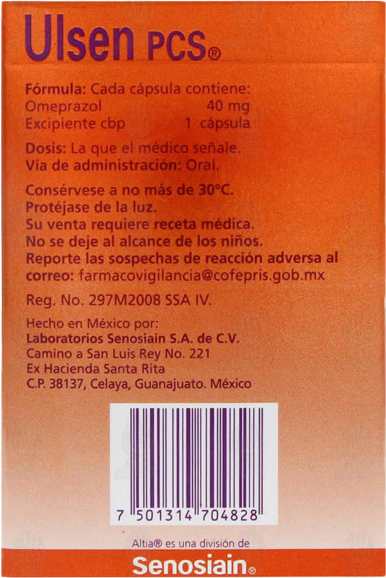 Ulsen PCS®
Fórmula: Cada cápsula contiene:
Omeprazol 40 mg
Excipiente cbp 1 cápsula
Dosis: La que el médico señale.
Vía de administración: Oral.
Consérvese a no más de 30°C.
Protéjase de la luz.
Su venta requiere receta médica.
No se deje al alcance de los niños.
Reporte las sospechas de reacción adversa al
correo: farmacovigilancia@cofepris.gob.mx
Reg. No. 297M2008 SSA IV.
Hecho en México por:
Laboratorios Senosiain S.A. de C.V.
Camino a San Luis Rey No. 221
Ex Hacienda Santa Rita
C.P. 38137, Celaya, Guanajuato. México
7 501314 704828
Altia® es una división de
Senosiain®